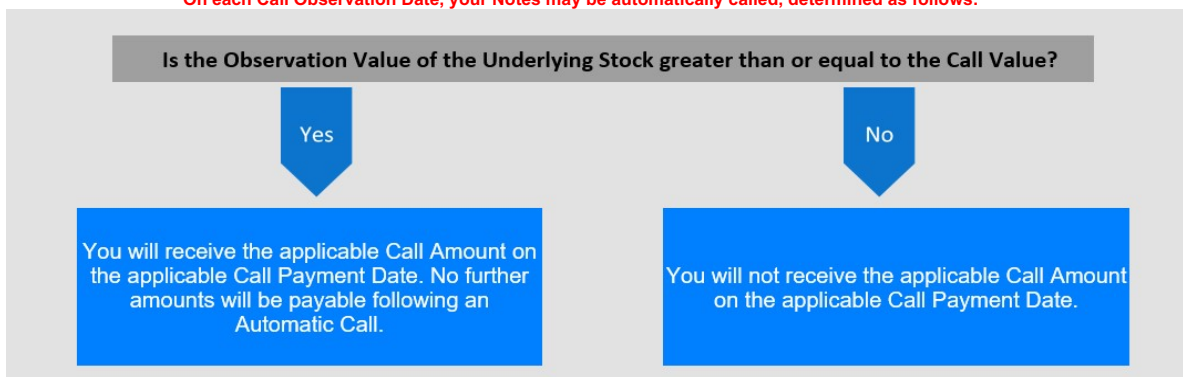 On each Call Observation Date, your Notes may be automatically called, determined as follows:
Is the Observation Value of the Underlying Stock greater than or equal to the Call Value?
Yes
No
You will receive the applicable Call Amount on
the applicable Call Payment Date. No further
amounts will be payable following an
Automatic Call.
You will not receive the applicable Call Amount
on the applicable Call Payment Date.